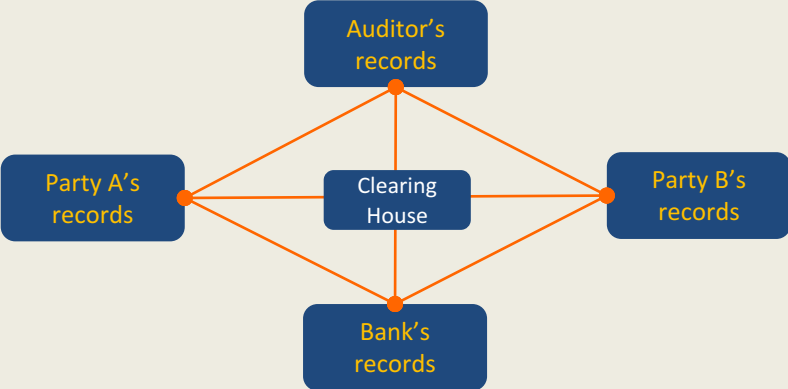 Auditor’s
records
Party A’s
records
Clearing
House
Party B’s
records
Bank’s
records